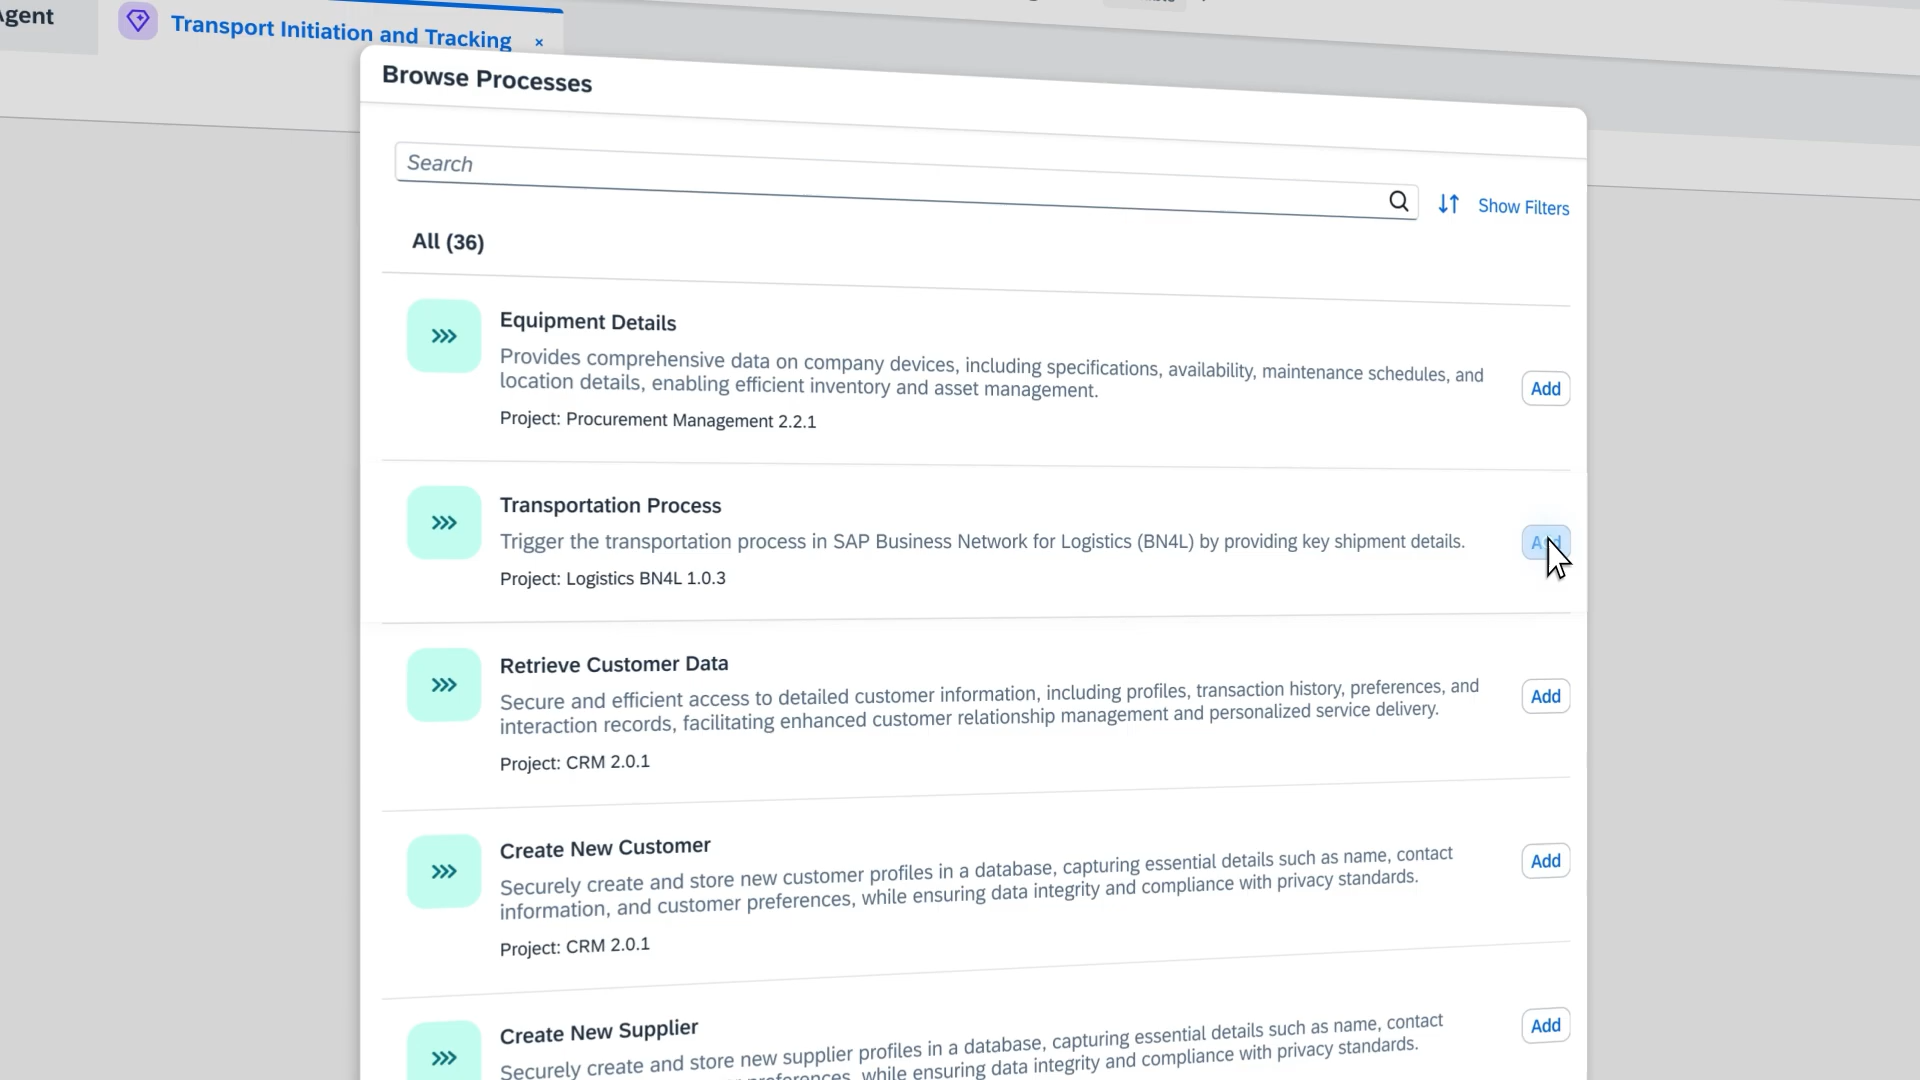 Agent
Transport Initiation and Tracking ×
Browse Processes
Search
Show Filters
All (36)
Equipment Details
Provides comprehensive data on company devices, including specifications, availability, maintenance schedules, and
location details, enabling efficient inventory and asset management.
Add
Project: Procurement Management 2.2.1
Transportation Process
Trigger the transportation process in SAP Business Network for Logistics (BN4L) by providing key shipment details.
Add
Project: Logistics BN4L 1.0.3
Retrieve Customer Data
Secure and efficient access to detailed customer information, including profiles, transaction history, preferences, and
interaction records, facilitating enhanced customer relationship management and personalized service delivery.
Add
Project: CRM 2.0.1
Create New Customer
Securely create and store new customer profiles in a database, capturing essential details such as name, contact
information, and customer preferences, while ensuring data integrity and compliance with privacy standards.
Add
Project: CRM 2.0.1
Create New Supplier
Securely create and store new supplier profiles in a database, capturing essential details such as name, contact
preferences, while ensuring data integrity and compliance with privacy standards.
Add